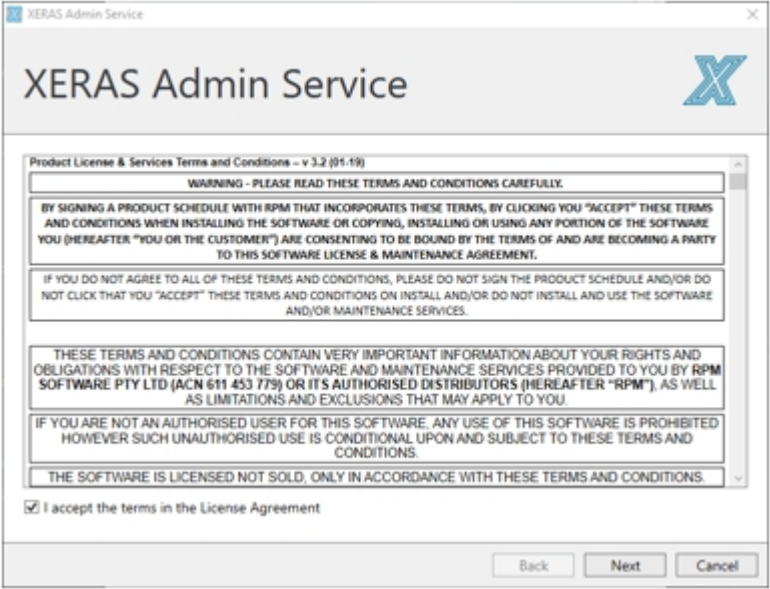 XERAS Admin Service
XERAS Admin Service
Product License & Services Terms and Conditions – v 3.2 (01-19)
WARNING - PLEASE READ THESE TERMS AND CONDITIONS CAREFULLY.
BY SIGNING A PRODUCT SCHEDULE WITH RPM THAT INCORPORATES THESE TERMS, BY CLICKING YOU "ACCEPT" THESE TERMS
AND CONDITIONS WHEN INSTALLING THE SOFTWARE OR COPYING, INSTALLING OR USING ANY PORTION OF THE SOFTWARE
YOU (HEREAFTER "YOU OR THE CUSTOMER") ARE CONSENTING TO BE BOUND BY THE TERMS OF AND ARE BECOMING A PARTY
TO THIS SOFTWARE LICENSE & MAINTENANCE AGREEMENT.
IF YOU DO NOT AGREE TO ALL OF THESE TERMS AND CONDITIONS, PLEASE DO NOT SIGN THE PRODUCT SCHEDULE AND/OR DO
NOT CLICK THAT YOU "ACCEPT" THESE TERMS AND CONDITIONS ON INSTALL AND/OR DO NOT INSTALL AND USE THE SOFTWARE
AND/OR MAINTENANCE SERVICES.
THESE TERMS AND CONDITIONS CONTAIN VERY IMPORTANT INFORMATION ABOUT YOUR RIGHTS AND
OBLIGATIONS WITH RESPECT TO THE SOFTWARE AND MAINTENANCE SERVICES PROVIDED TO YOU BY RPM
SOFTWARE PTY LTD (ACN 611 453 779) OR ITS AUTHORISED DISTRIBUTORS (HEREAFTER "RPM"), AS WELL
AS LIMITATIONS AND EXCLUSIONS THAT MAY APPLY TO YOU.
IF YOU ARE NOT AN AUTHORISED USER FOR THIS SOFTWARE, ANY USE OF THIS SOFTWARE IS PROHIBITED
HOWEVER SUCH UNAUTHORISED USE IS CONDITIONAL UPON AND SUBJECT TO THESE TERMS AND
CONDITIONS.
THE SOFTWARE IS LICENSED NOT SOLD, ONLY IN ACCORDANCE WITH THESE TERMS AND CONDITIONS.
I accept the terms in the License Agreement
Back Next Cancel